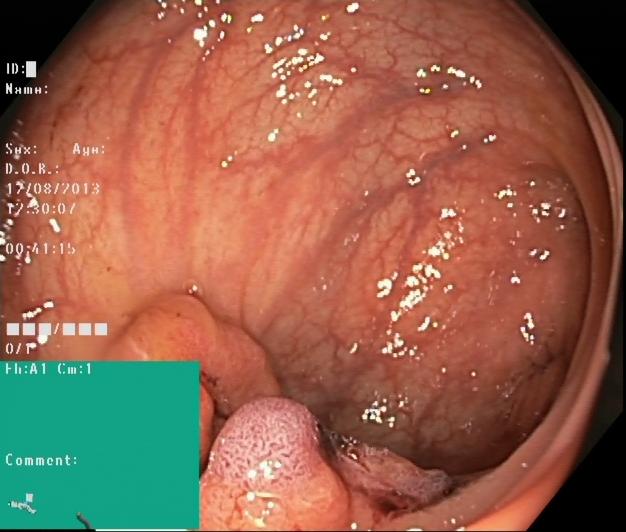 ID:
Name:
Sex: Age:
D.O.B.:
17/08/2013
12:30:07
00:41:15
0/1
Eh:A1 Cm:1
Comment: